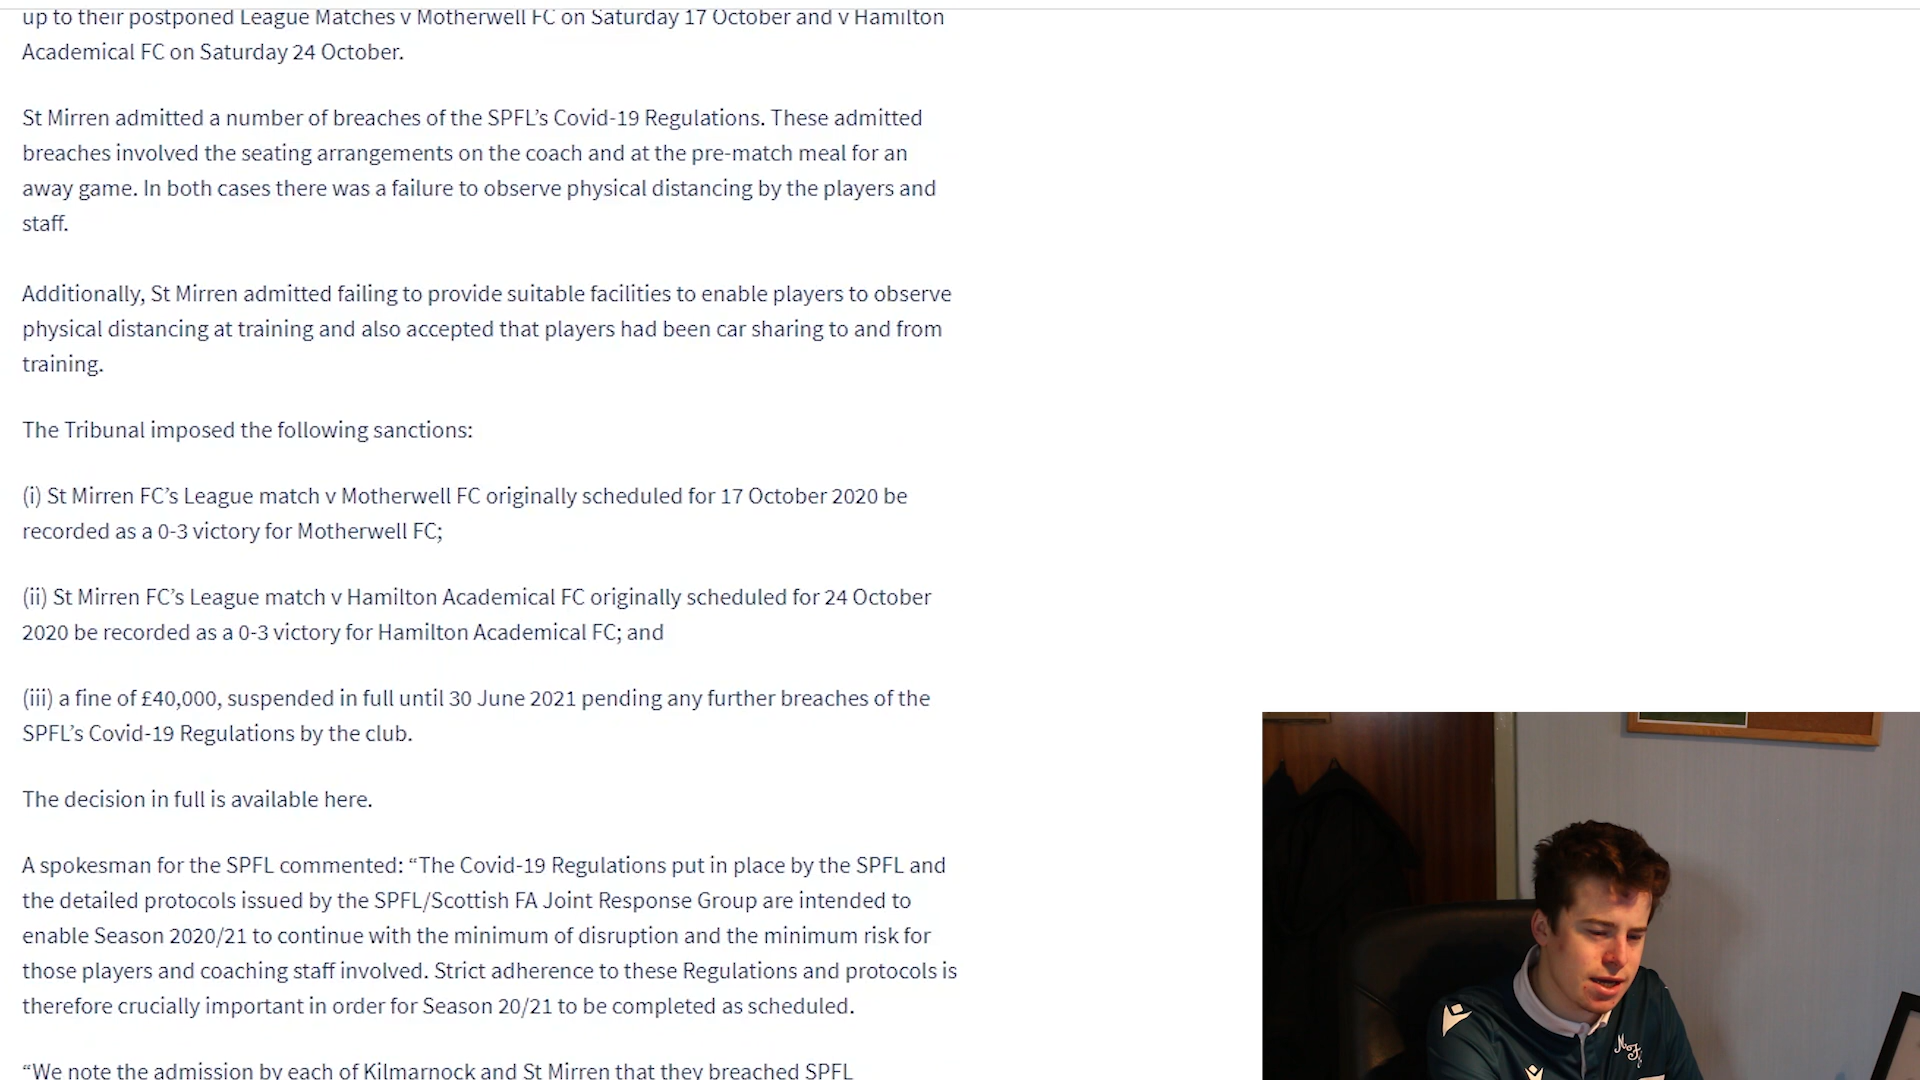 up to their postponed League Matches v Motherwell FC on Saturday 17 October and v Hamilton
Academical FC on Saturday 24 October.
St Mirren admitted a number of breaches of the SPFL’s Covid-19 Regulations. These admitted
breaches involved the seating arrangements on the coach and at the pre-match meal for an
away game. In both cases there was a failure to observe physical distancing by the players and
staff.
Additionally, St Mirren admitted failing to provide suitable facilities to enable players to observe
physical distancing at training and also accepted that players had been car sharing to and from
training.
The Tribunal imposed the following sanctions:
(i) St Mirren FC’s League match v Motherwell FC originally scheduled for 17 October 2020 be
recorded as a 0-3 victory for Motherwell FC;
(ii) St Mirren FC’s League match v Hamilton Academical FC originally scheduled for 24 October
2020 be recorded as a 0-3 victory for Hamilton Academical FC; and
(iii) a fine of £40,000, suspended in full until 30 June 2021 pending any further breaches of the
SPFL’s Covid-19 Regulations by the club.
The decision in full is available here.
A spokesman for the SPFL commented: “The Covid-19 Regulations put in place by the SPFL and
the detailed protocols issued by the SPFL/Scottish FA Joint Response Group are intended to
enable Season 2020/21 to continue with the minimum of disruption and the minimum risk for
those players and coaching staff involved. Strict adherence to these Regulations and protocols is
therefore crucially important in order for Season 20/21 to be completed as scheduled.
“We note the admission by each of Kilmarnock and St Mirren that they breached SPFL